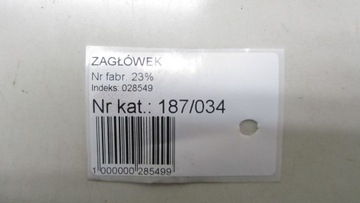 ZAGŁÓWEK
Nr fabr. 23%
Indeks: 028549
Nr kat.: 187/034
1 000000 285499